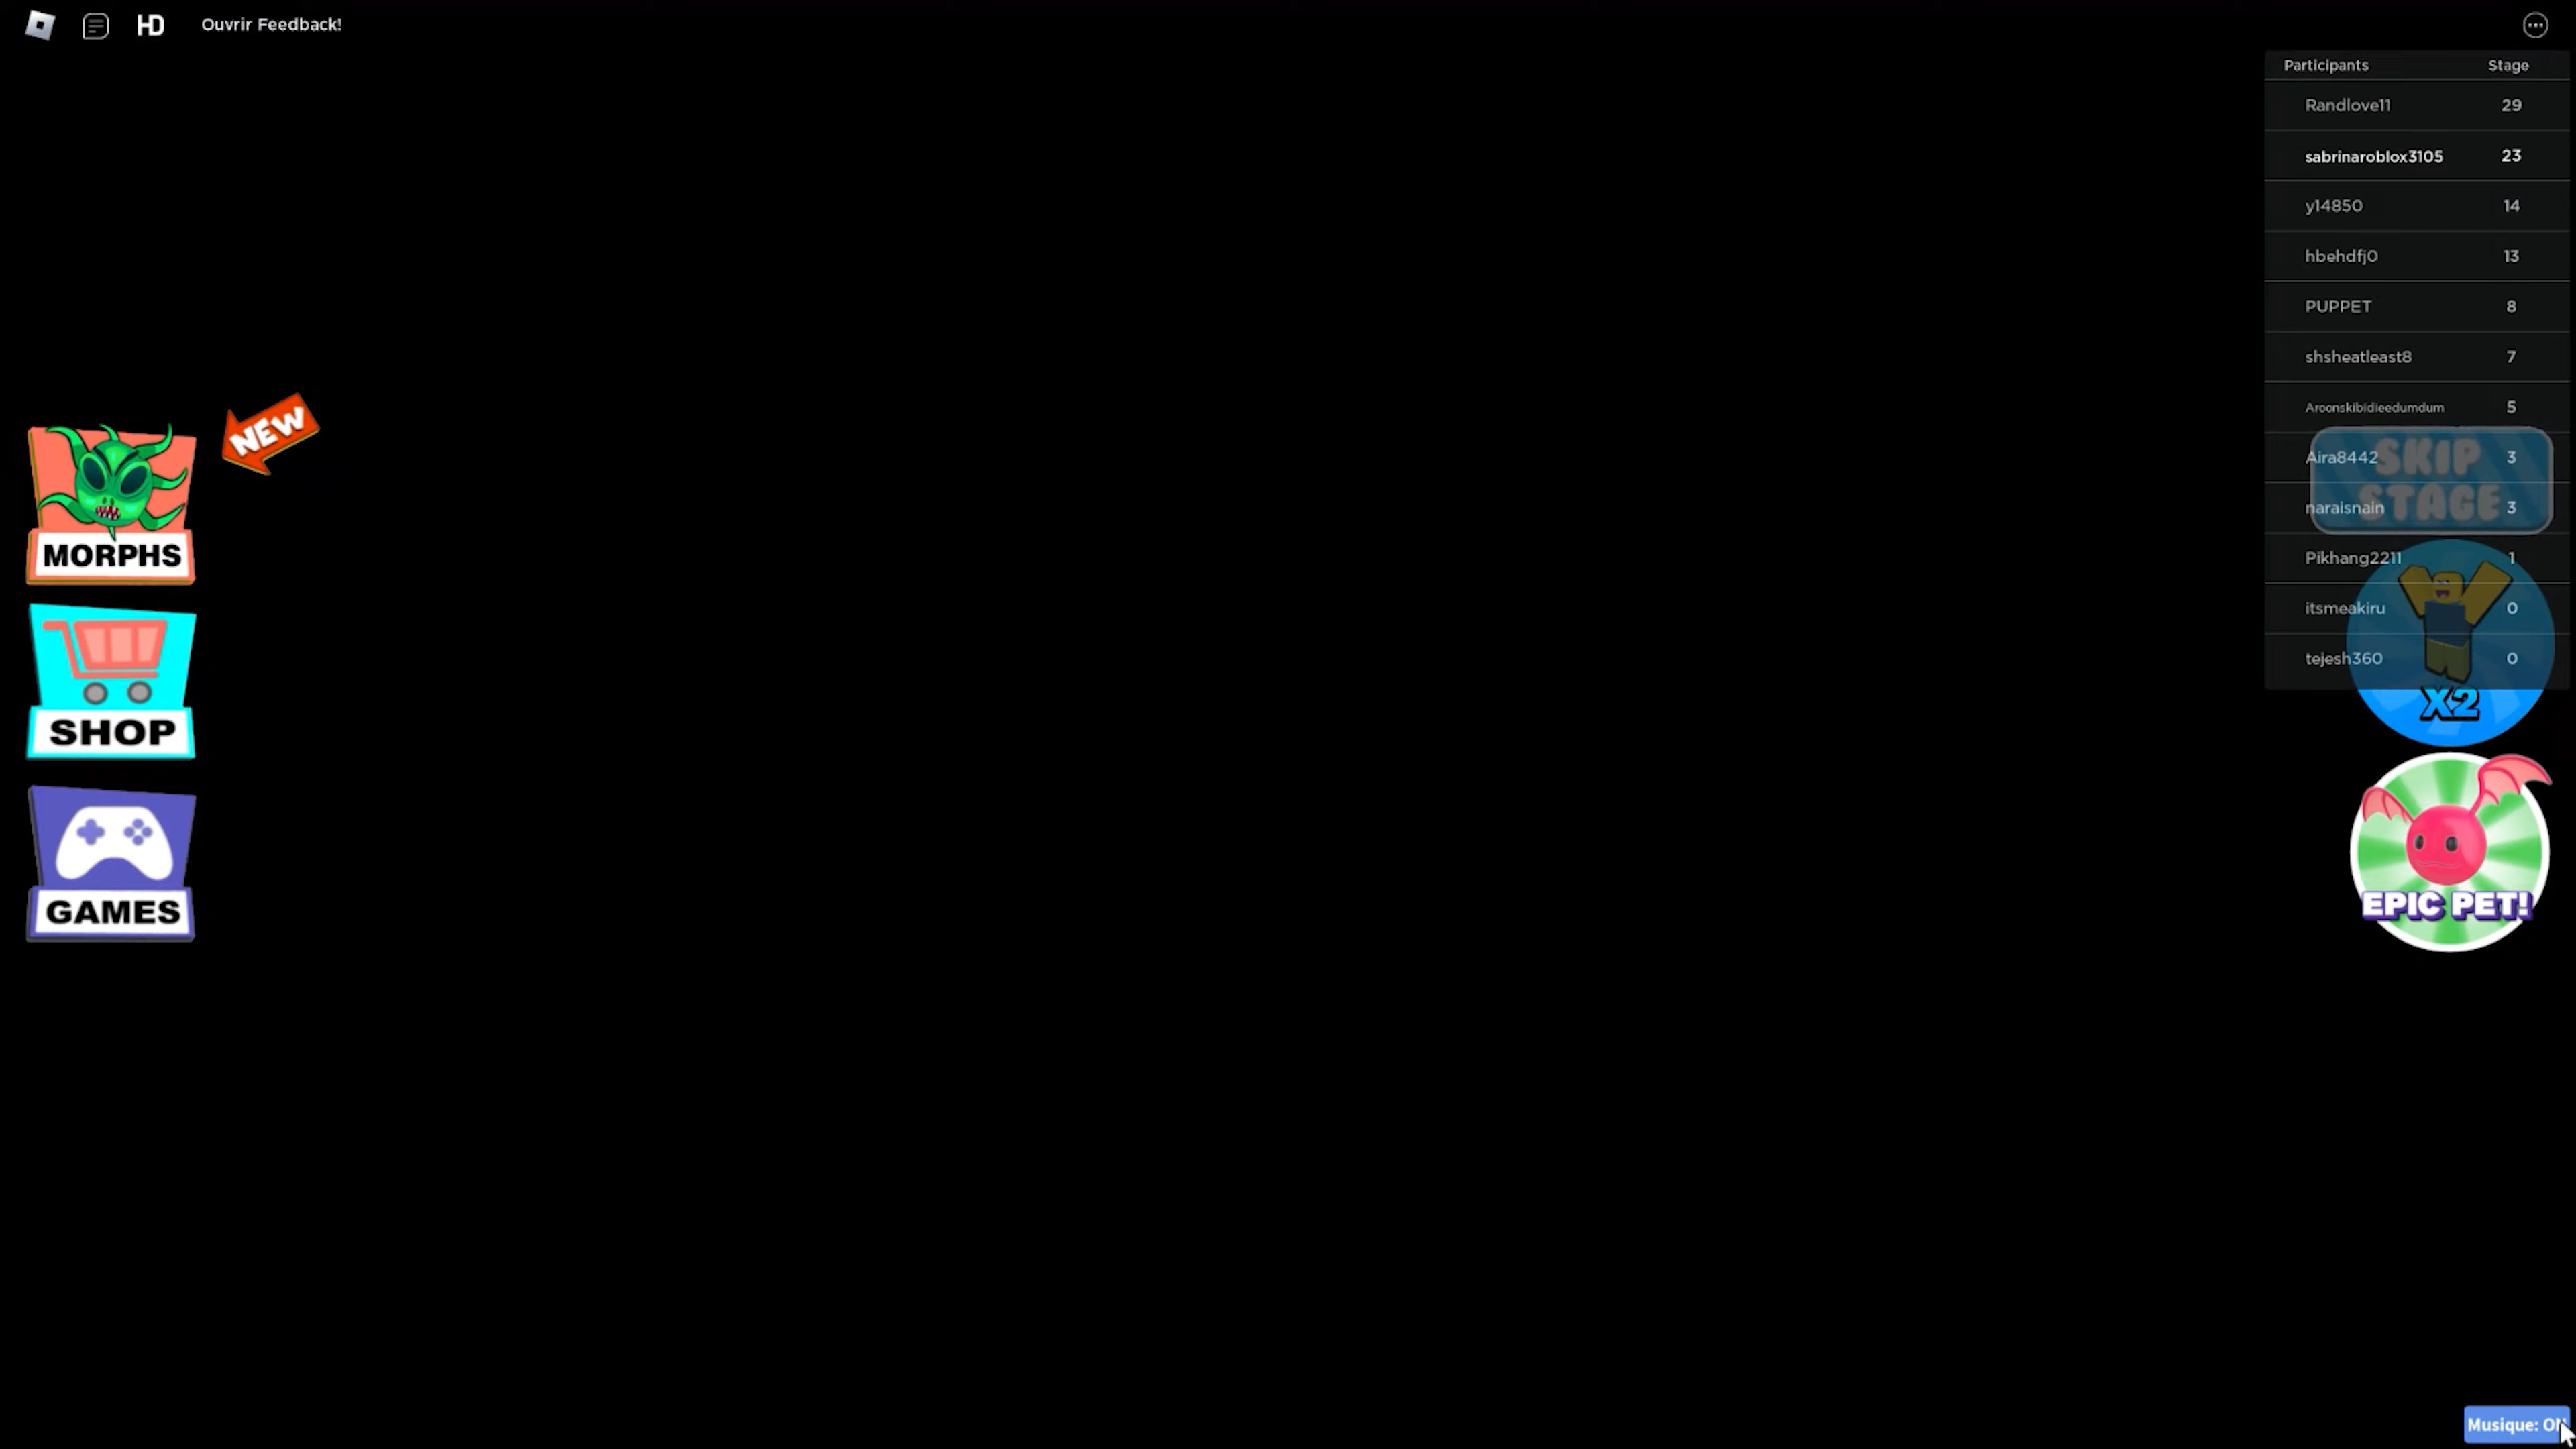 HD Ouvrir Feedback!
Participants Stage
Randlove11 29
sabrinaroblox3105 23
y14850 14
hbehdfj0 13
PUPPET 8
shsheatleast8 7
Aroonskibidieedumdum 5
Aira8442 3
naraisnain 3
Pikhang2211 1
itsmeakiru 0
tejesh360 0
SKIP
STAGE
X2
EPIC PET!
NEW
MORPHS
SHOP
GAMES
Musique: ON